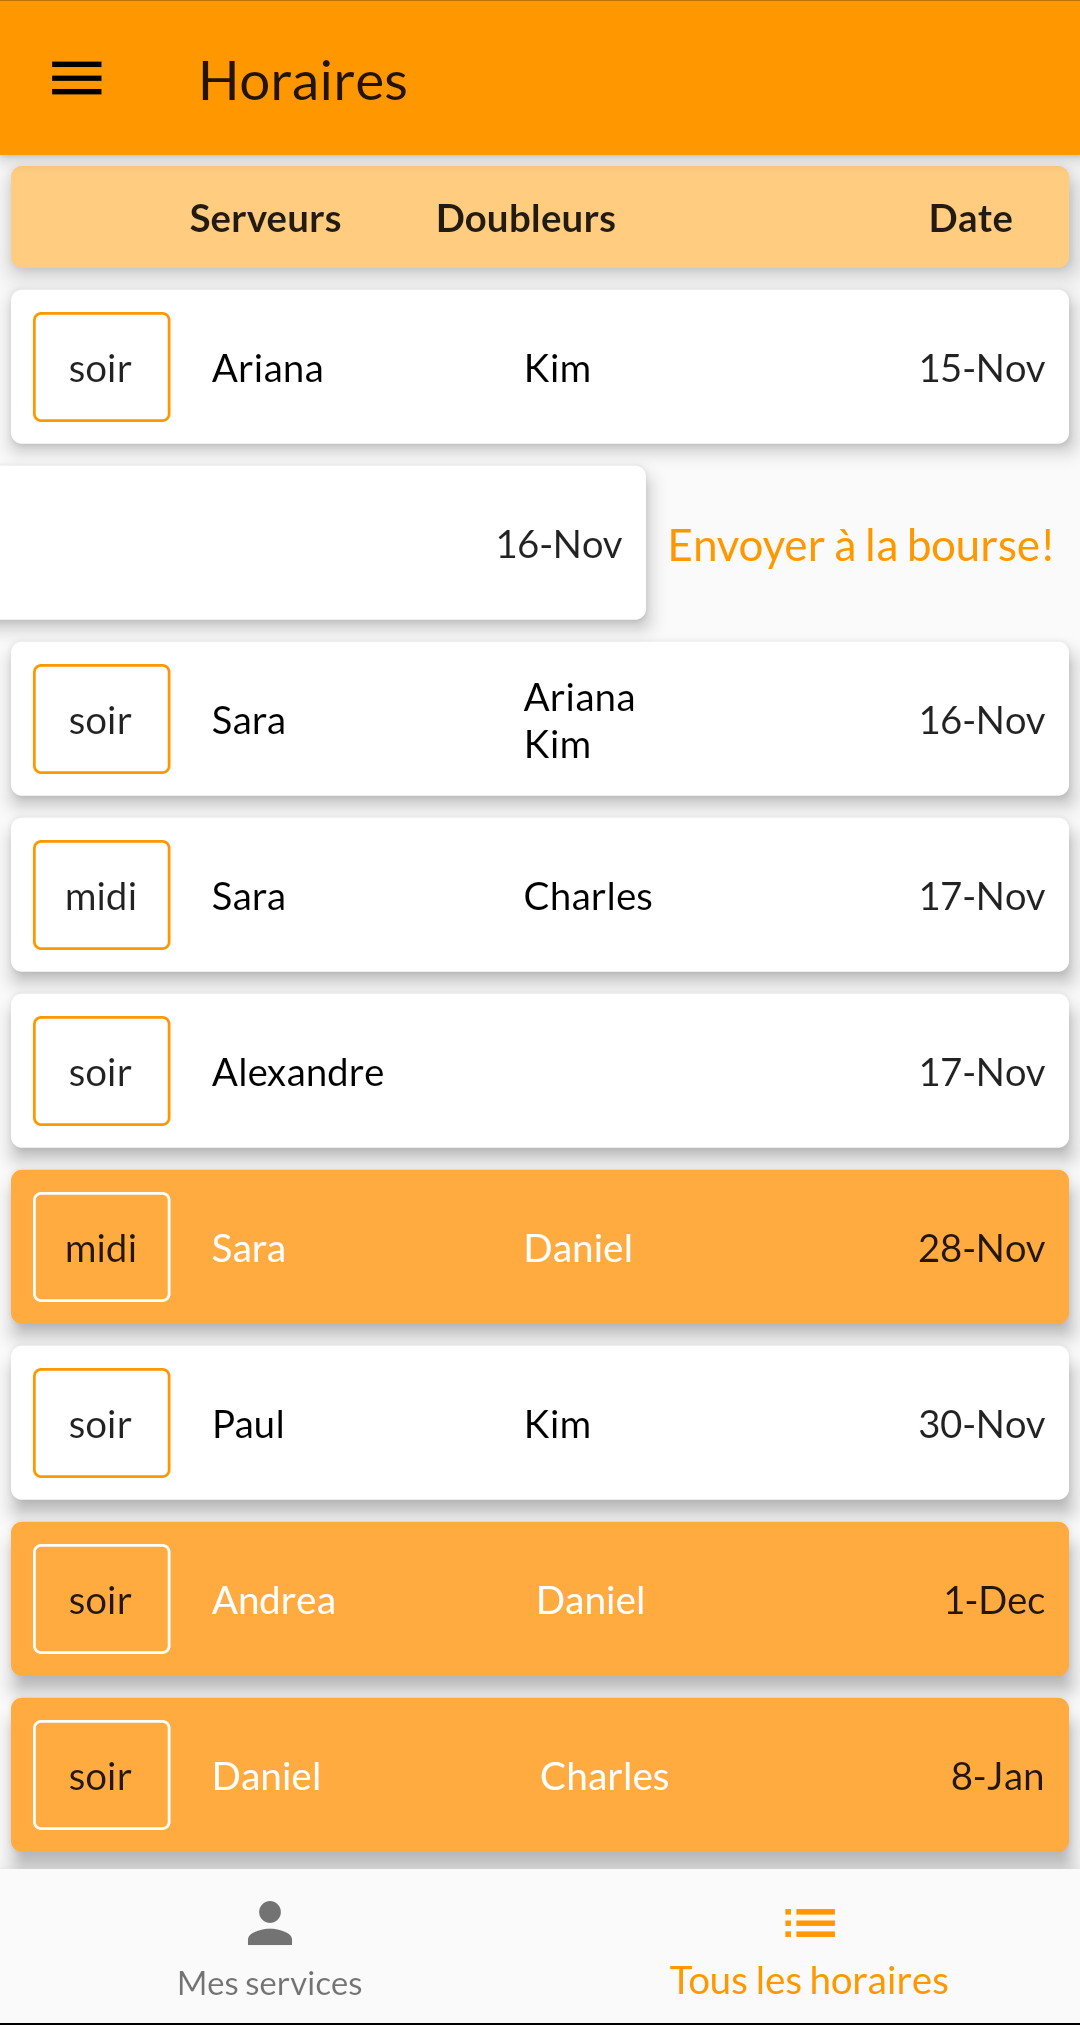 Horaires
Serveurs Doubleurs Date
soir Ariana Kim 15-Nov
16-Nov Envoyer à la bourse!
soir Sara Ariana Kim 16-Nov
midi Sara Charles 17-Nov
soir Alexandre 17-Nov
midi Sara Daniel 28-Nov
soir Paul Kim 30-Nov
soir Andrea Daniel 1-Dec
soir Daniel Charles 8-Jan
Mes services Tous les horaires